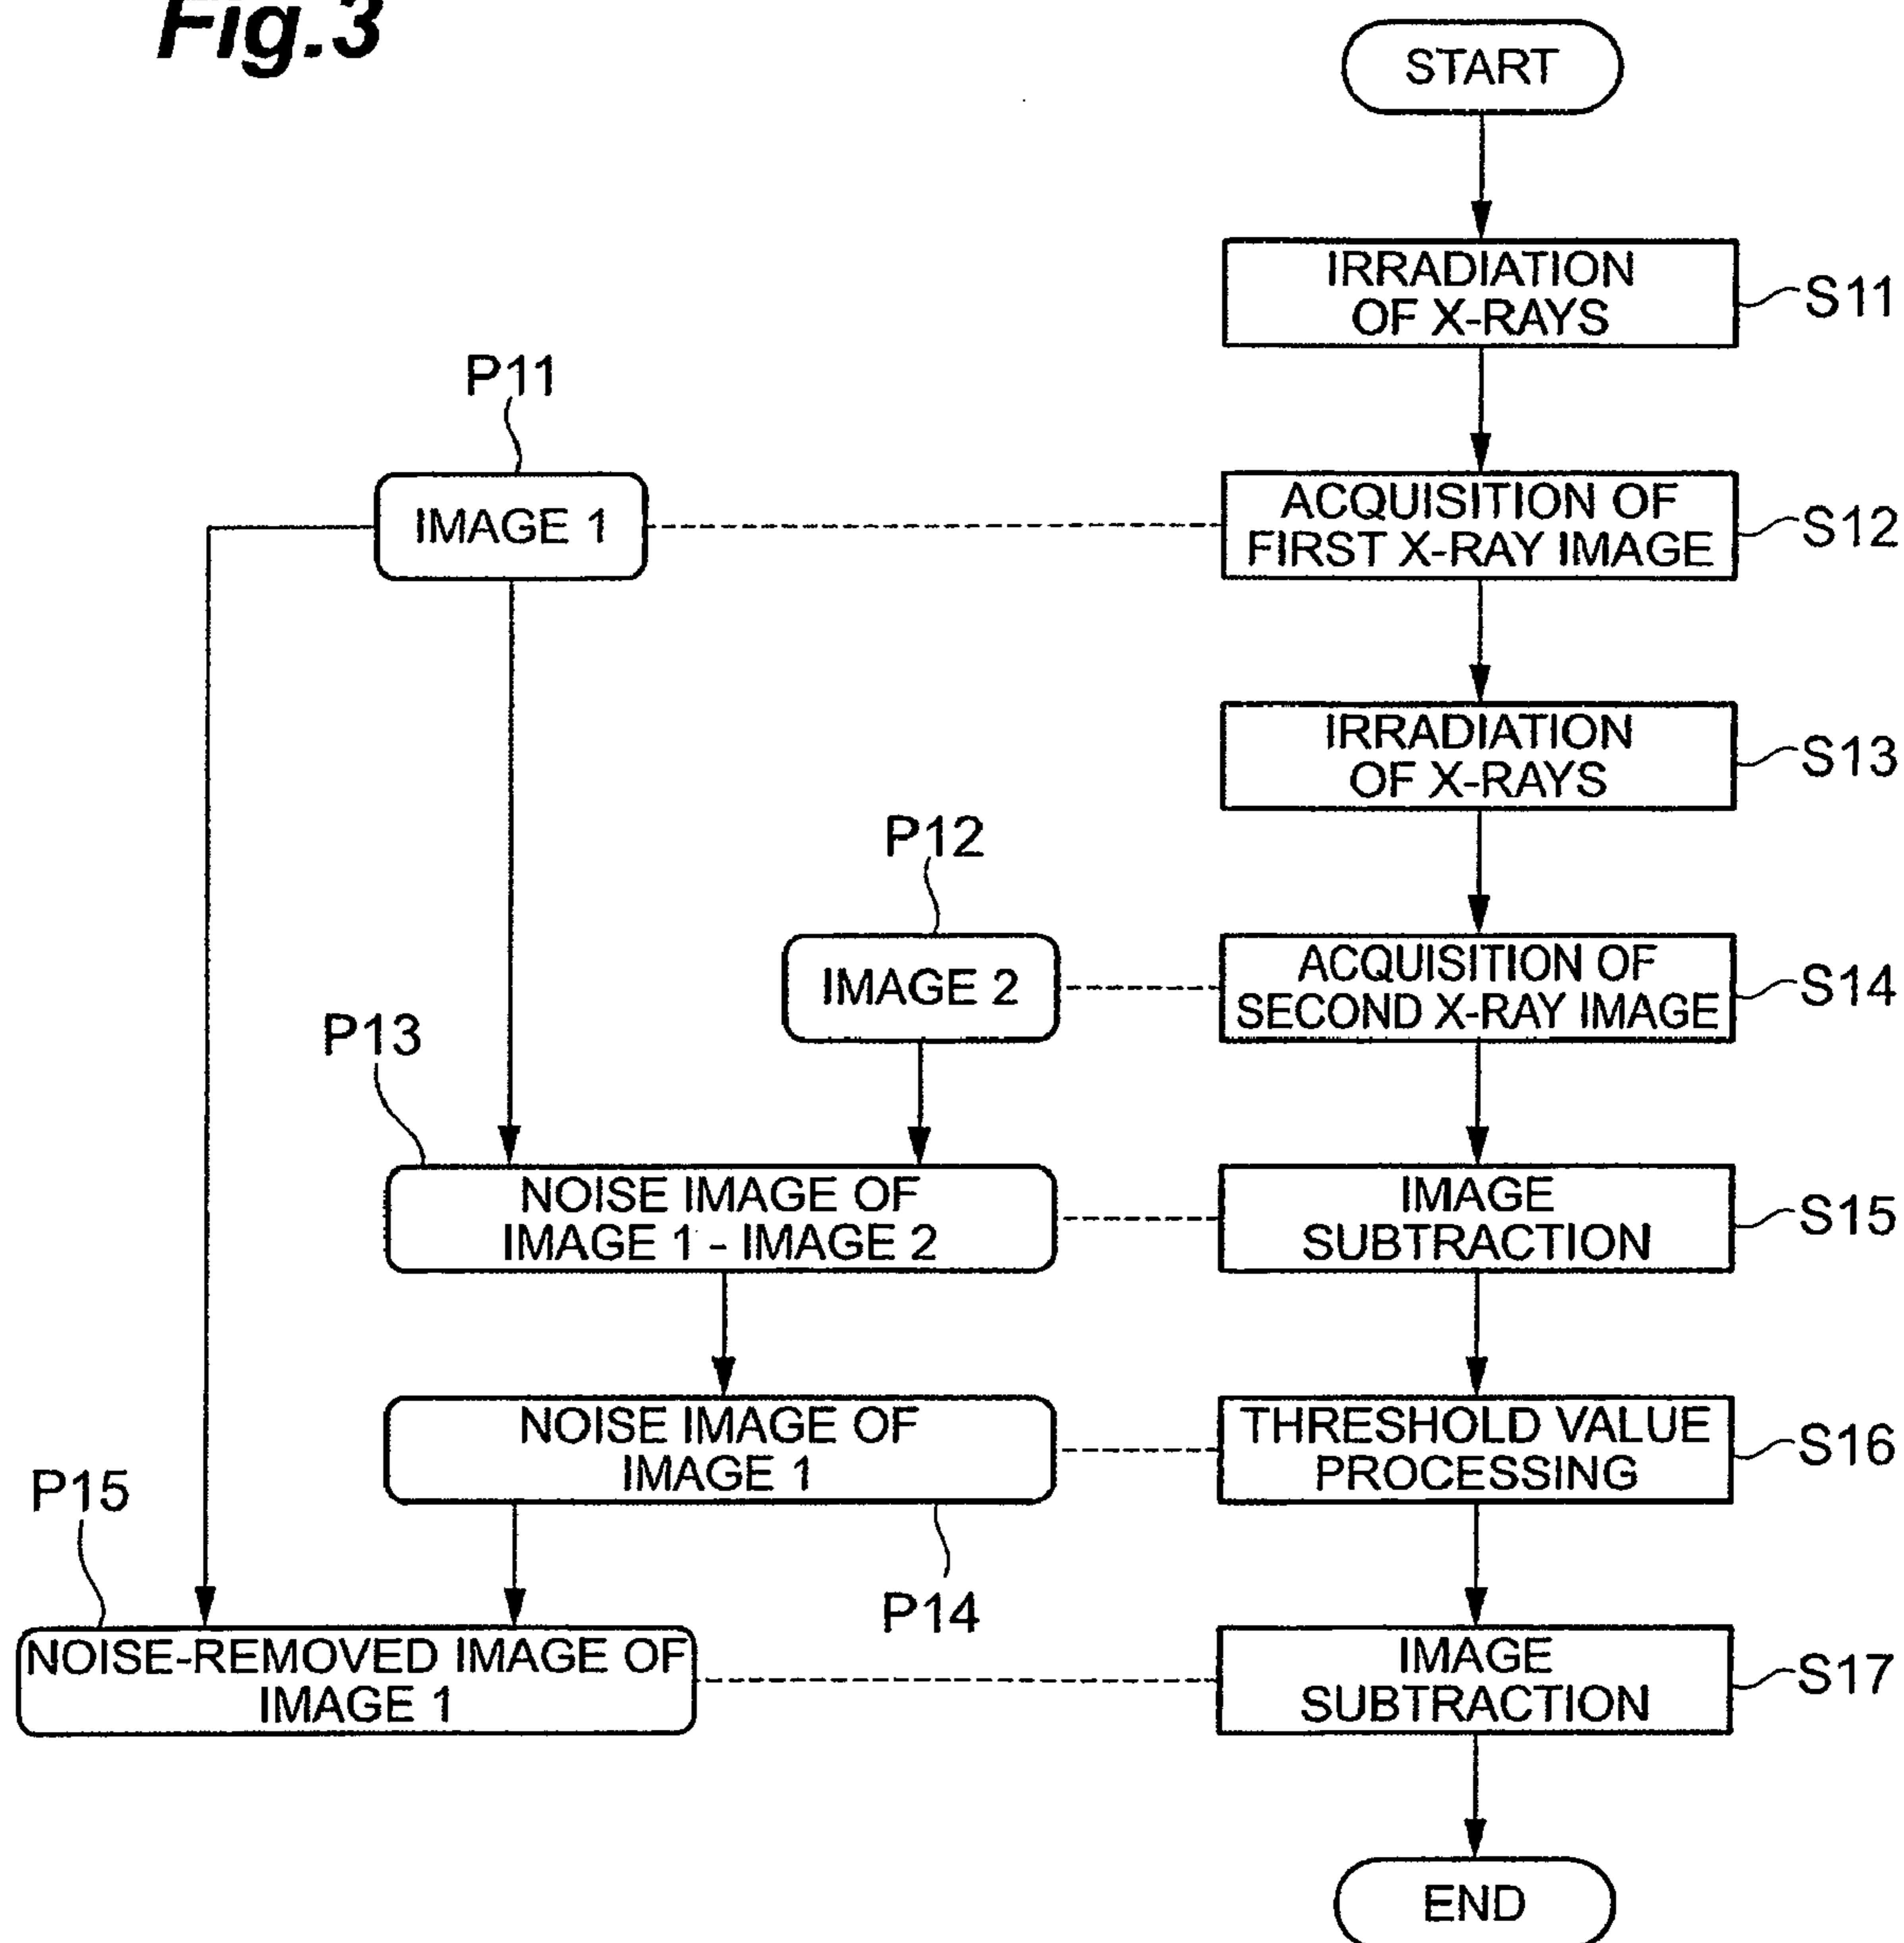 Fig.3
START
IRRADIATION
OF X-RAYS
S11
P11
IMAGE 1
ACQUISITION OF
FIRST X-RAY IMAGE
S12
IRRADIATION
OF X-RAYS
S13
P12
IMAGE 2
ACQUISITION OF
SECOND X-RAY IMAGE
S14
P13
NOISE IMAGE OF
IMAGE 1 - IMAGE 2
IMAGE
SUBTRACTION
S15
NOISE IMAGE OF
IMAGE 1
P14
THRESHOLD VALUE
PROCESSING
S16
P15
NOISE-REMOVED IMAGE OF
IMAGE 1
IMAGE
SUBTRACTION
S17
END